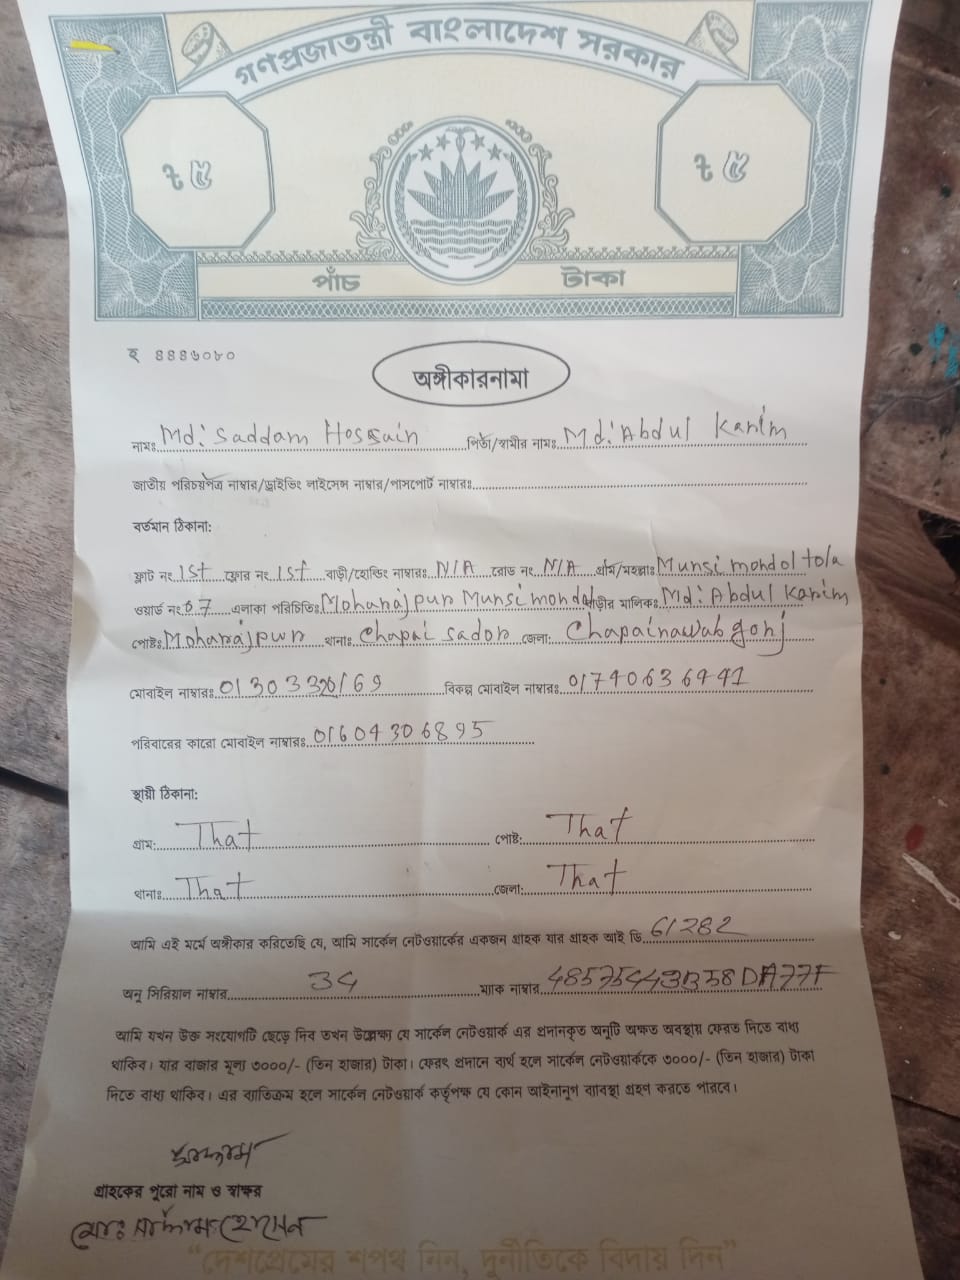 গণপ্রজাতন্ত্রী বাংলাদেশ সরকার
৳ ৫ ৳ ৫
পাঁচ টাকা
অঙ্গীকারনামা
নামঃ Md: Saddam Hossain পিতা/স্বামীর নামঃ Md: Abdul Karim
জাতীয় পরিচয়পত্র নাম্বার/ড্রাইভিং লাইসেন্স নাম্বার/পাসপোর্ট নাম্বারঃ
বর্তমান ঠিকানা:
ফ্লাট নং 1st ফ্লোর নং 1st বাড়ী/হোল্ডিং নাম্বারঃ N/A রোড নং N/A গ্রাম/মহল্লাঃ Munsi mondol tola
ওয়ার্ড নং 07 এলাকা পরিচিতিঃ Moharajpur Munsi mondol বাড়ীর মালিকঃ Md: Abdul Karim
পোষ্টঃ Moharajpur থানাঃ Chapai sador জেলা: Chapainawabgonj
মোবাইল নাম্বারঃ বিকল্প মোবাইল নাম্বারঃ 01740636441
পরিবারের কারো মোবাইল নাম্বারঃ 01604306895
স্থায়ী ঠিকানা:
গ্রাম: That পোষ্ট: That
থানাঃ That জেলা: That
আমি এই মর্মে অঙ্গীকার করিতেছি যে, আমি সার্কেল নেটওয়ার্কের একজন গ্রাহক যার গ্রাহক আই ডি 61282
অনু সিরিয়াল নাম্বার 34 ম্যাক নাম্বার
আমি যখন উক্ত সংযোগটি ছেড়ে দিব তখন উল্লেক্ষ্য যে সার্কেল নেটওয়ার্ক এর প্রদানকৃত অনুটি অক্ষত অবস্থায় ফেরত দিতে বাধ্য
থাকিব। যার বাজার মূল্য ৩০০০/- (তিন হাজার) টাকা। ফেরৎ প্রদানে ব্যর্থ হলে সার্কেল নেটওয়ার্ককে ৩০০০/- (তিন হাজার) টাকা
দিতে বাধ্য থাকিব। এর ব্যতিক্রম হলে সার্কেল নেটওয়ার্ক কর্তৃপক্ষ যে কোন আইনানুগ ব্যাবস্থা গ্রহণ করতে পারবে।
সাদ্দাম
গ্রাহকের পুরো নাম ও স্বাক্ষর
মোঃ সাদ্দাম হোসেন
“দেশপ্রেমের শপথ নিন, দুর্নীতিকে বিদায় দিন”